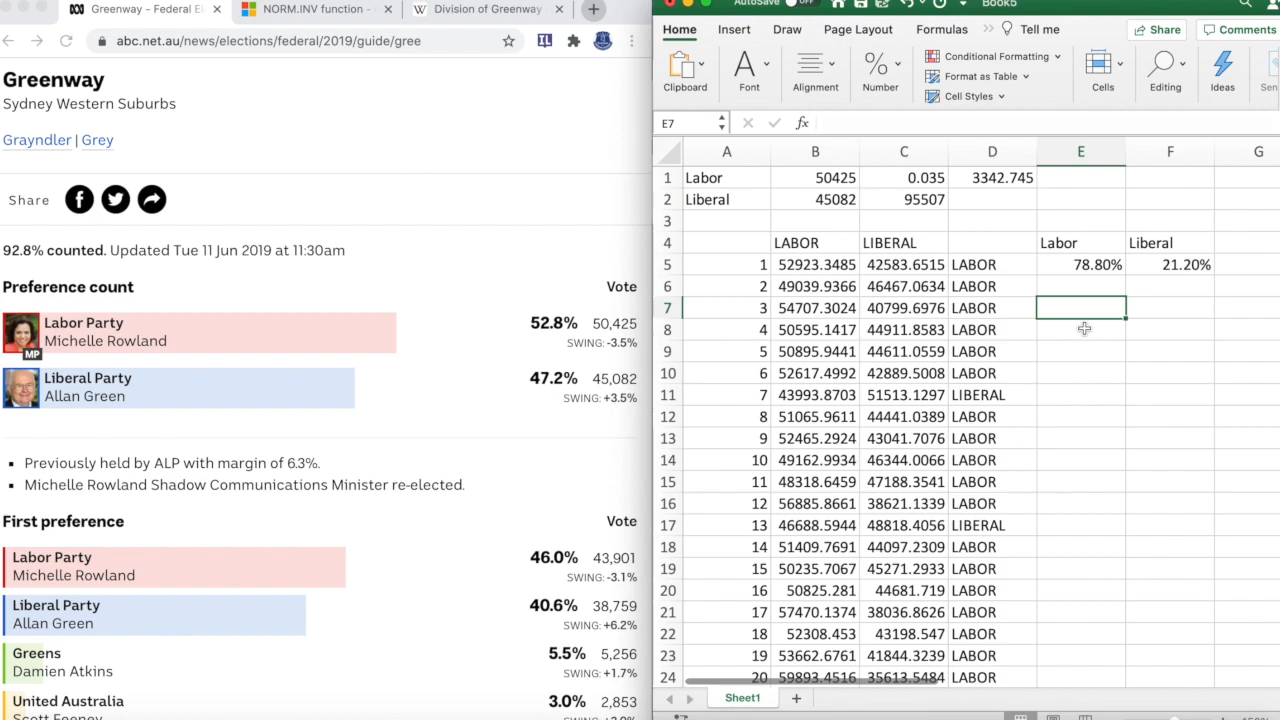 Greenway - Federal El
NORM.INV function -
Division of Greenway
abc.net.au/news/elections/federal/2019/guide/gree
Greenway
Sydney Western Suburbs
Grayndler | Grey
Share
92.8% counted. Updated Tue 11 Jun 2019 at 11:30am
Preference count Vote
Labor Party
Michelle Rowland
MP
52.8% 50,425
SWING: -3.5%
Liberal Party
Allan Green
47.2% 45,082
SWING: +3.5%
Previously held by ALP with margin of 6.3%.
Michelle Rowland Shadow Communications Minister re-elected.
First preference Vote
Labor Party
Michelle Rowland
46.0% 43,901
SWING: -3.1%
Liberal Party
Allan Green
40.6% 38,759
SWING: +6.2%
Greens
Damien Atkins
5.5% 5,256
SWING: +1.7%
United Australia
3.0% 2,853
AutoSave OFF
Book5
Home Insert Draw Page Layout Formulas Tell me Share Comments
Clipboard
Font
Alignment
Number
Conditional Formatting
Format as Table
Cell Styles
Cells
Editing
Ideas
E7 fx
A B C D E F G
1 Labor 50425 0.035 3342.745
2 Liberal 45082 95507
3
4 LABOR LIBERAL Labor Liberal
5 1 52923.3485 42583.6515 LABOR 78.80% 21.20%
6 2 49039.9366 46467.0634 LABOR
7 3 54707.3024 40799.6976 LABOR
8 4 50595.1417 44911.8583 LABOR
9 5 50895.9441 44611.0559 LABOR
10 6 52617.4992 42889.5008 LABOR
11 7 43993.8703 51513.1297 LIBERAL
12 8 51065.9611 44441.0389 LABOR
13 9 52465.2924 43041.7076 LABOR
14 10 49162.9934 46344.0066 LABOR
15 11 48318.6459 47188.3541 LABOR
16 12 56885.8661 38621.1339 LABOR
17 13 46688.5944 48818.4056 LIBERAL
18 14 51409.7691 44097.2309 LABOR
19 15 50235.7067 45271.2933 LABOR
20 16 50825.281 44681.719 LABOR
21 17 57470.1374 38036.8626 LABOR
22 18 52308.453 43198.547 LABOR
23 19 53662.6761 41844.3239 LABOR
24 20 59893.4516 35613.5484 LABOR
Sheet1